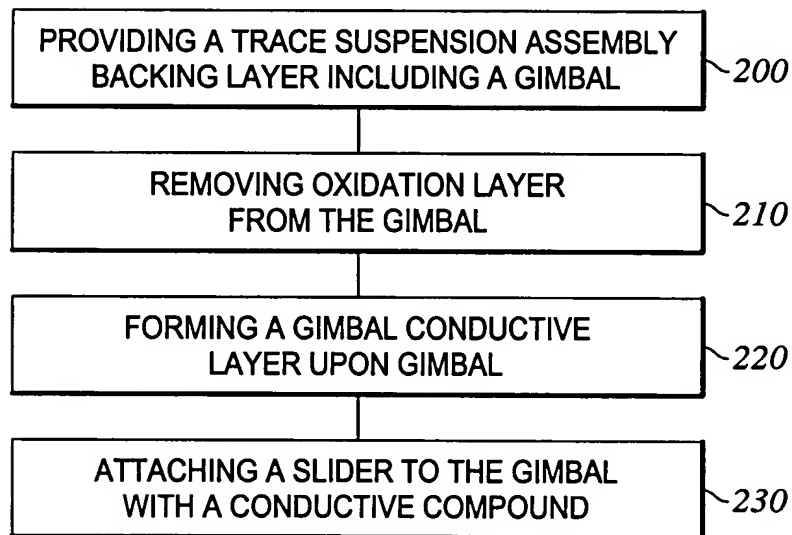 PROVIDING A TRACE SUSPENSION ASSEMBLY
BACKING LAYER INCLUDING A GIMBAL
200
REMOVING OXIDATION LAYER
FROM THE GIMBAL
210
FORMING A GIMBAL CONDUCTIVE
LAYER UPON GIMBAL
220
ATTACHING A SLIDER TO THE GIMBAL
WITH A CONDUCTIVE COMPOUND
230